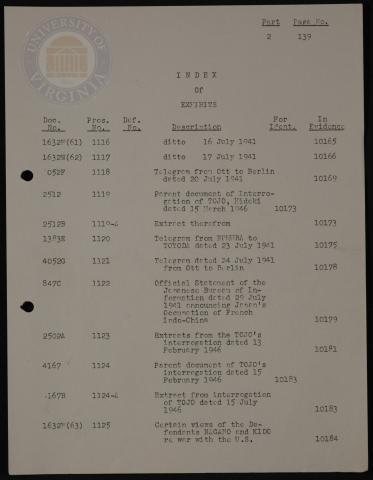 Part Page No.
2 139
UNIVERSITY OF VIRGINIA
INDEX
Of
EXHIBITS
Doc. No. Pros. No. Def. No. Description For Ident. In Evidence
1632W(61) 1116 ditto 16 July 1941 10165
1632W(62) 1117 ditto 17 July 1941 10166
1118 Telegram from Ott to Berlin
dated 20 July 1941 10169
2512 1119 Parent document of Interro-
gation of TOJO, Hideki
dated 15 March 1946 10173
2512B 1119-A Extract therefrom 10173
1383E 1120 Telegram from to
TOYODA dated 23 July 1941 10175
4052G 1121 Telegram dated 24 July 1941
from Ott to Berlin 10178
847C 1122 Official Statement of the
Japanese Bureau of In-
formation dated 29 July
1941 announcing Japan's
Occupation of French
Indo-China 10179
2502A 1123 Extracts from the TOJO's
interrogation dated 13
February 1946 10181
4167 1124 Parent document of TOJO's
interrogation dated 15
February 1946 10183
1124-A Extract from interrogation
of TOJO dated 15 July
1946 10183
1632W(63) 1125 Certain views of the De-
fendants NAGANO and KIDO
re war with the U.S. 10184